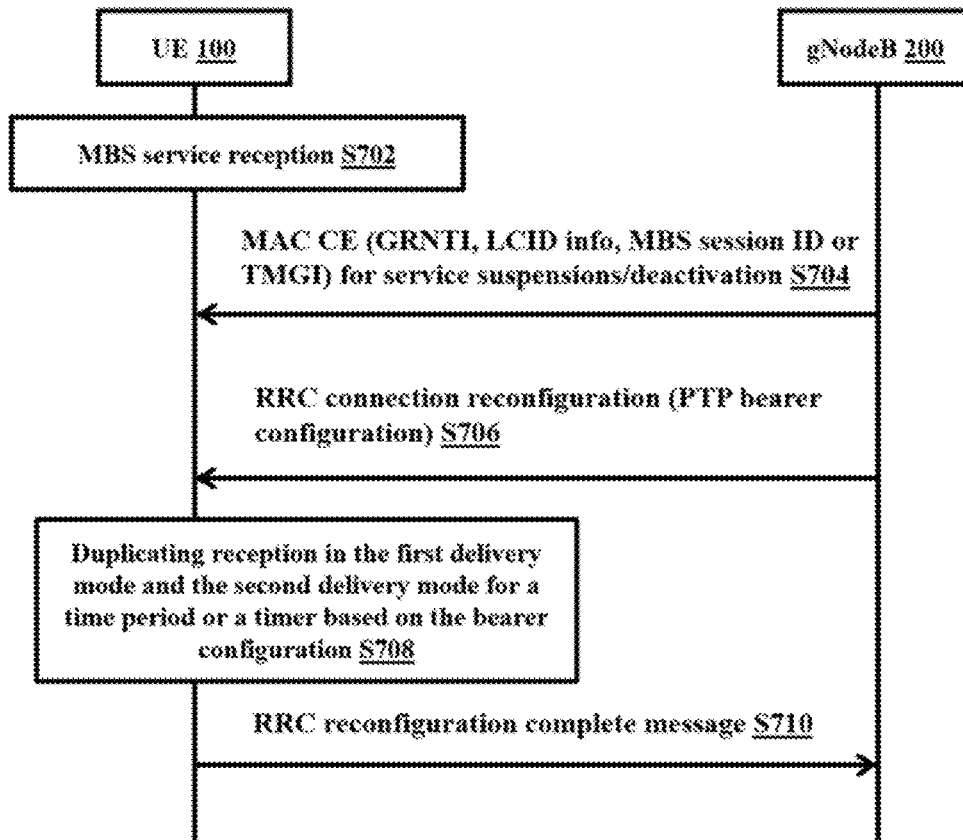 UE 100
gNodeB 200
MBS service reception S702
MAC CE (GRNTI, LCID info, MBS session ID or
TMGI) for service suspensions/deactivation S704
RRC connection reconfiguration (PTP bearer
configuration) S706
Duplicating reception in the first delivery
mode and the second delivery mode for a
time period or a timer based on the bearer
configuration S708
RRC reconfiguration complete message S710